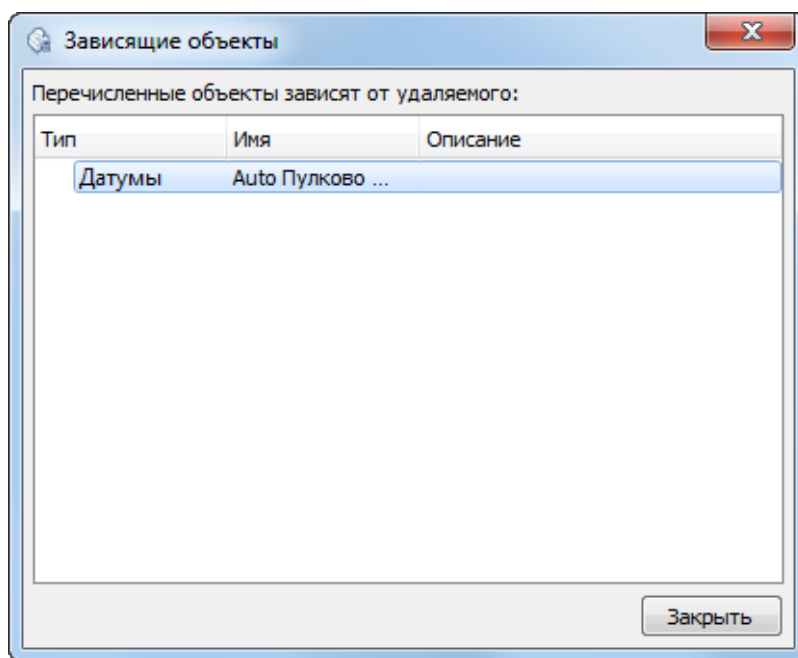 Зависящие объекты
Перечисленные объекты зависят от удаляемого:
Тип Имя Описание
Датумы Auto Пулково ...
Закрыть